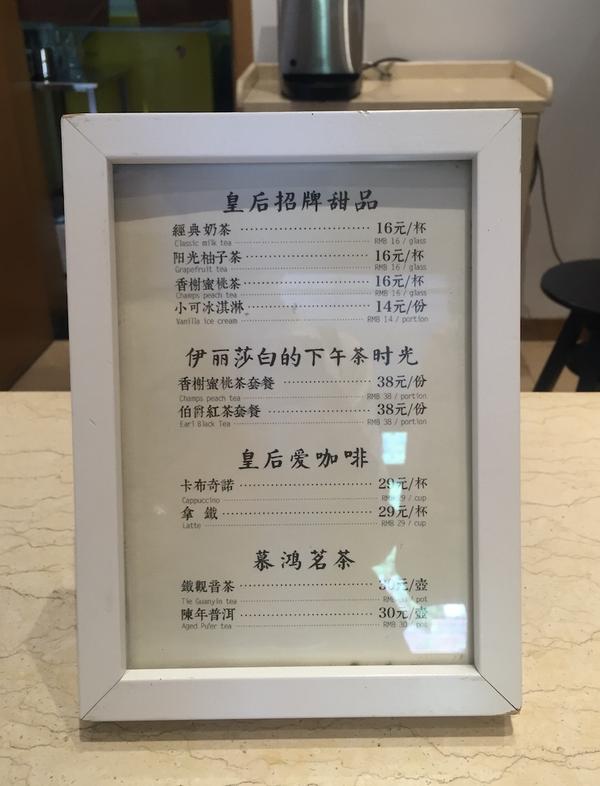 皇后招牌甜品
經典奶茶 16元/杯
Classic milk tea RMB 16 / glass
阳光柚子茶 16元/杯
Grapefruit tea RMB 16 / glass
香榭蜜桃茶 16元/杯
Champs peach tea RMB 16 / glass
小可冰淇淋 14元/份
Vanilla ice cream RMB 14 / portion
伊丽莎白的下午茶时光
香榭蜜桃茶套餐 38元/份
Champs peach tea RMB 38 / portion
伯爵紅茶套餐 38元/份
Earl Black Tea RMB 38 / portion
皇后爱咖啡
卡布奇諾 29元/杯
Cappuccino RMB 29 / cup
拿鐵 29元/杯
Latte RMB 29 / cup
慕鸿茗茶
鐵觀音茶 元/壺
Tie Guanyin tea / pot
陳年普洱 30元/壺
Aged Pu'er tea RMB 30 / pot